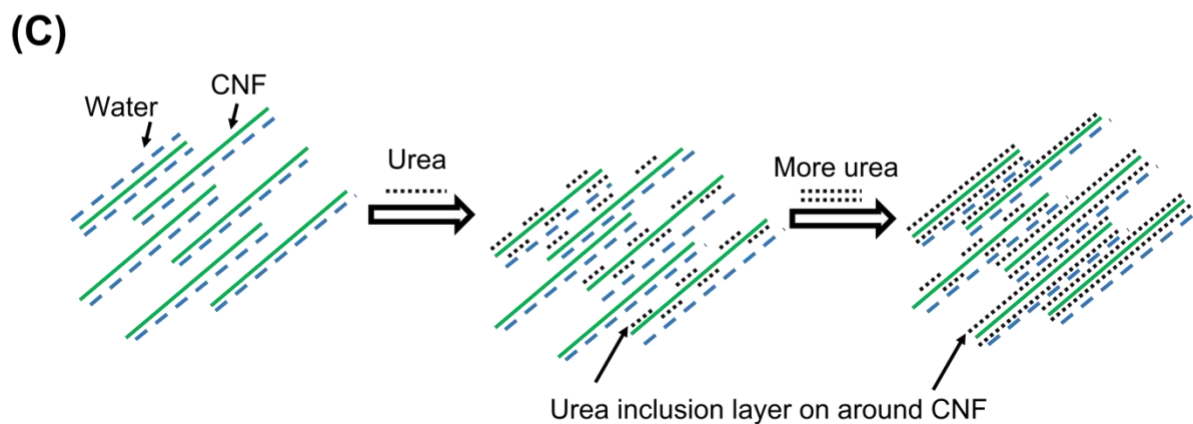 (C)
CNF
Water
Urea
More urea
Urea inclusion layer on around CNF